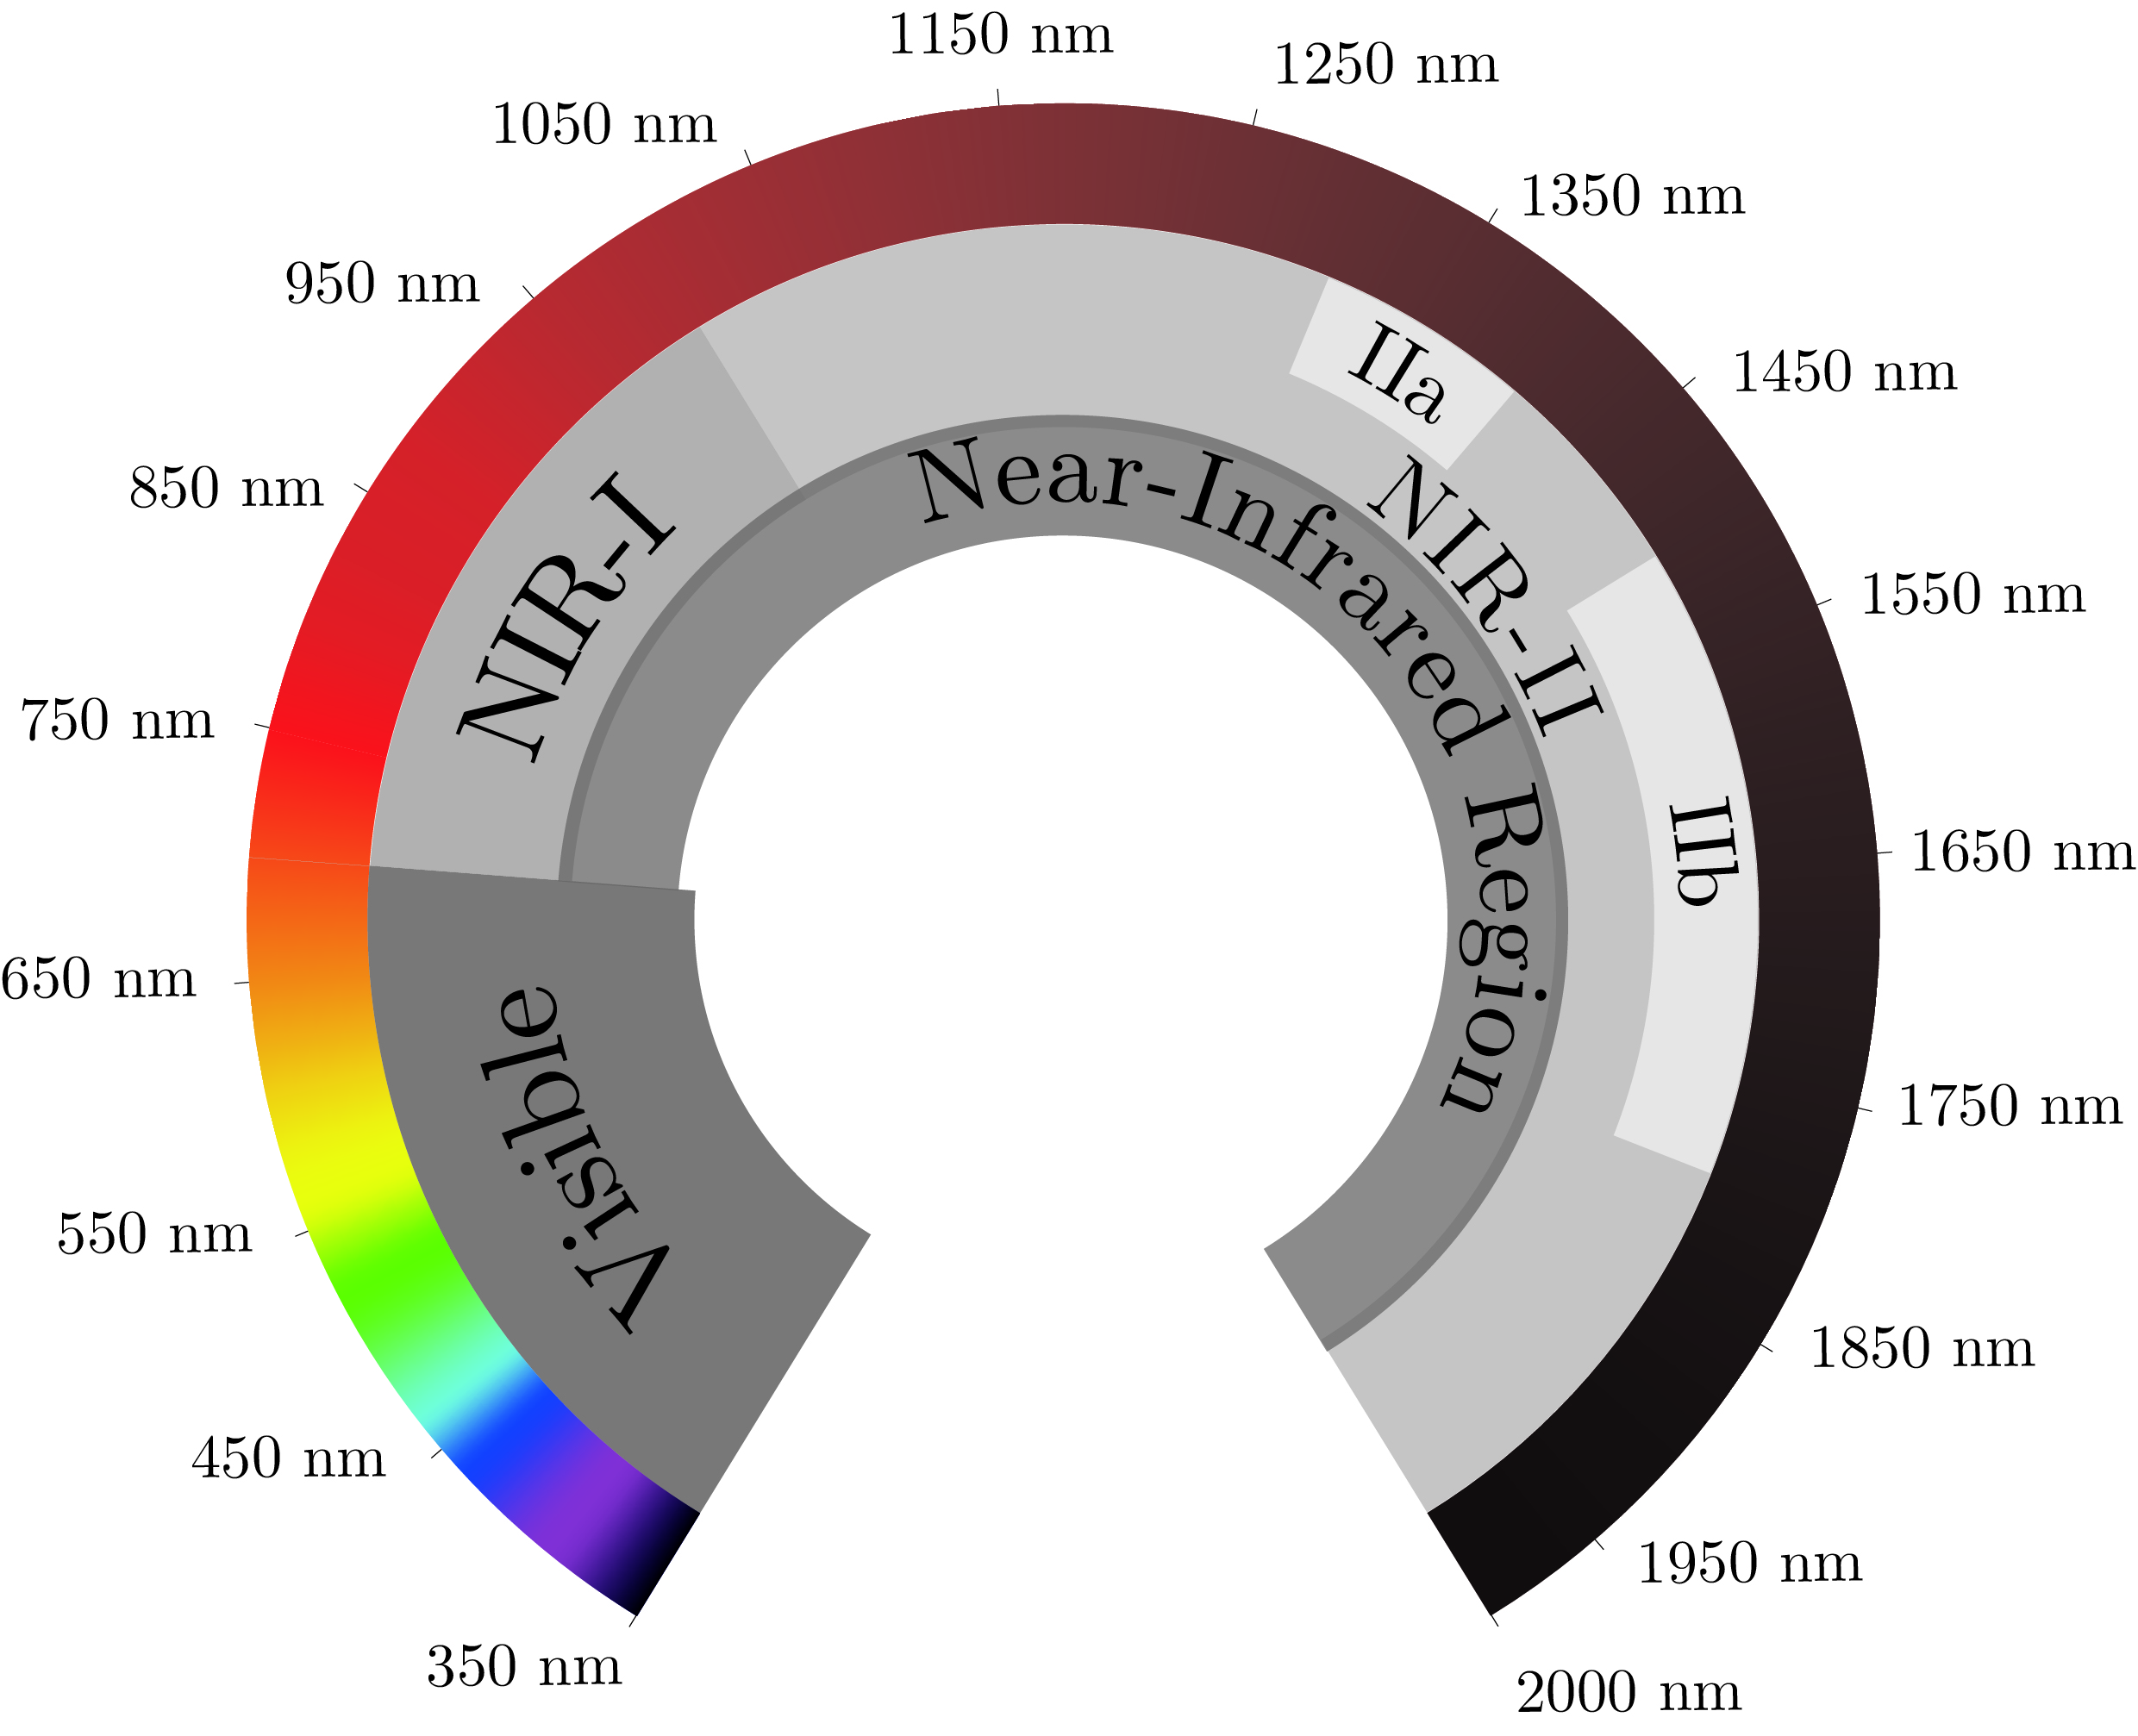 350 nm
450 nm
550 nm
650 nm
750 nm
850 nm
950 nm
1050 nm
1150 nm
1250 nm
1350 nm
1450 nm
1550 nm
1650 nm
1750 nm
1850 nm
1950 nm
2000 nm
Visible
NIR-I
Near-Infrared Region
NIR-II
IIa
IIb